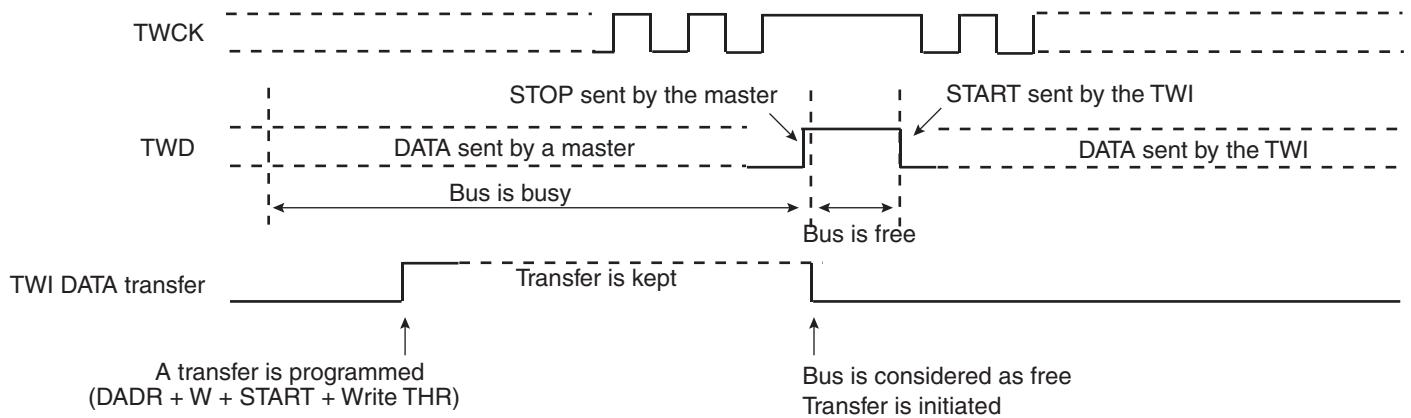 TWCK
STOP sent by the master
START sent by the TWI
TWD
DATA sent by a master
DATA sent by the TWI
Bus is busy
Bus is free
TWI DATA transfer
Transfer is kept
A transfer is programmed
(DADR + W + START + Write THR)
Bus is considered as free
Transfer is initiated